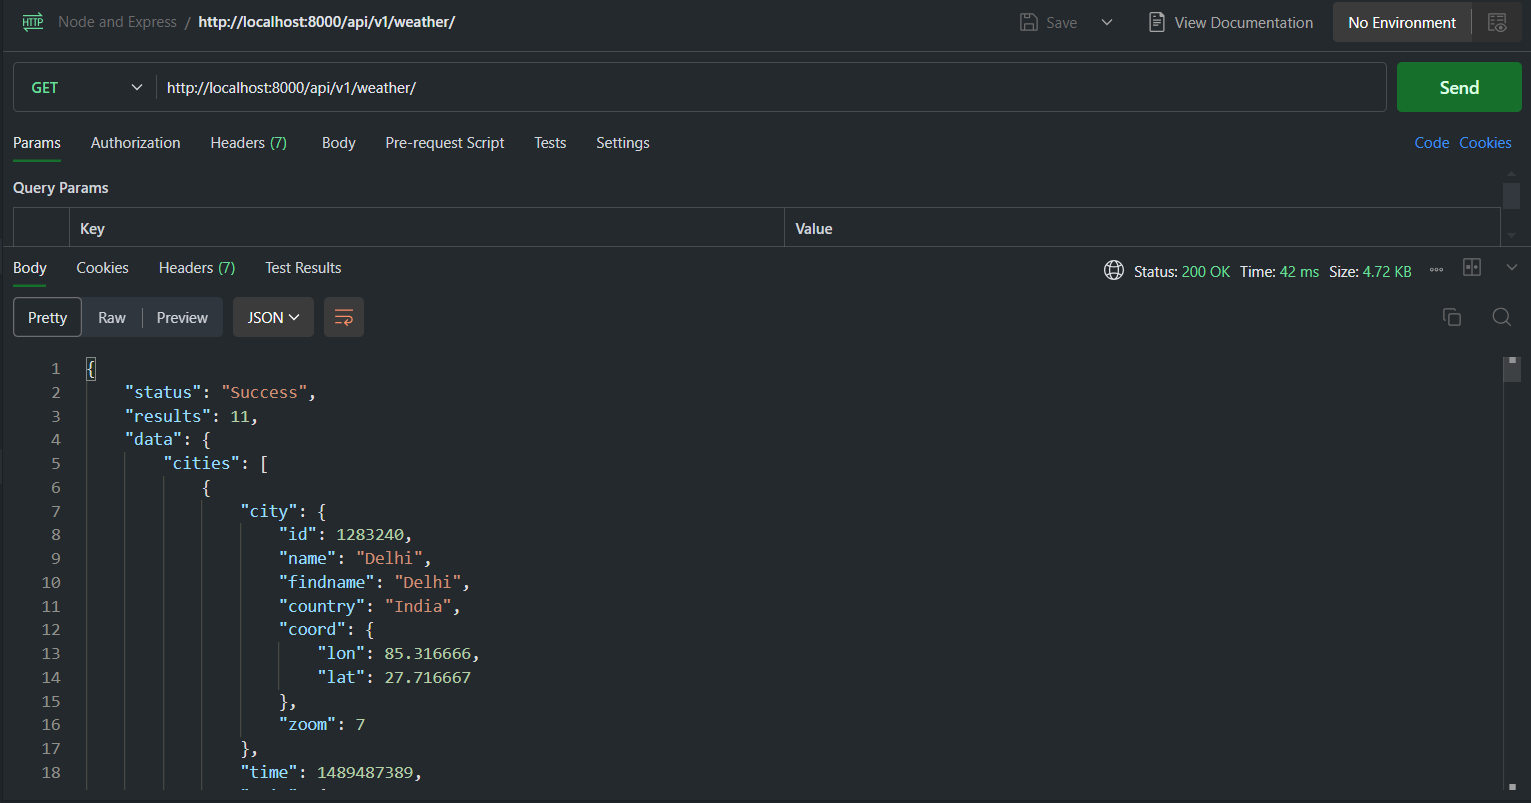 HTTP Node and Express / http://localhost:8000/api/v1/weather/ Save View Documentation No Environment
GET http://localhost:8000/api/v1/weather/ Send
Params Authorization Headers (7) Body Pre-request Script Tests Settings Code Cookies
Query Params
Key Value
Body Cookies Headers (7) Test Results Status: 200 OK Time: 42 ms Size: 4.72 KB
Pretty Raw Preview JSON
1 {
2 "status": "Success",
3 "results": 11,
4 "data": {
5 "cities": [
6 {
7 "city": {
8 "id": 1283240,
9 "name": "Delhi",
10 "findname": "Delhi",
11 "country": "India",
12 "coord": {
13 "lon": 85.316666,
14 "lat": 27.716667
15 },
16 "zoom": 7
17 },
18 "time": 1489487389,